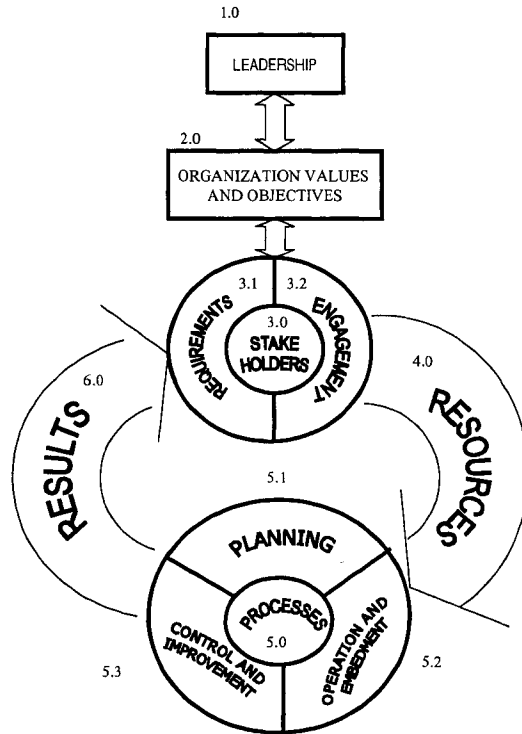 1.0
LEADERSHIP
2.0
ORGANIZATION VALUES
AND OBJECTIVES
3.1
3.2
REQUIREMENTS
ENGAGEMENT
3.0
STAKE
HOLDERS
6.0
4.0
RESULTS
RESOURCES
5.1
PLANNING
PROCESSES
5.0
CONTROL AND
IMPROVEMENT
OPERATION AND
EMBEDMENT
5.3
5.2